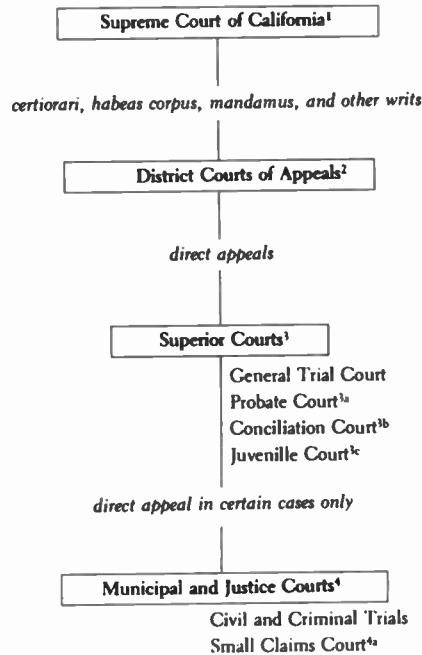 Supreme Court of California¹
certiorari, habeas corpus, mandamus, and other writs
District Courts of Appeals²
direct appeals
Superior Courts³
General Trial Court
Probate Court³ᵃ
Conciliation Court³ᵇ
Juvenille Court³ᶜ
direct appeal in certain cases only
Municipal and Justice Courts⁴
Civil and Criminal Trials
Small Claims Court⁴ᵃ